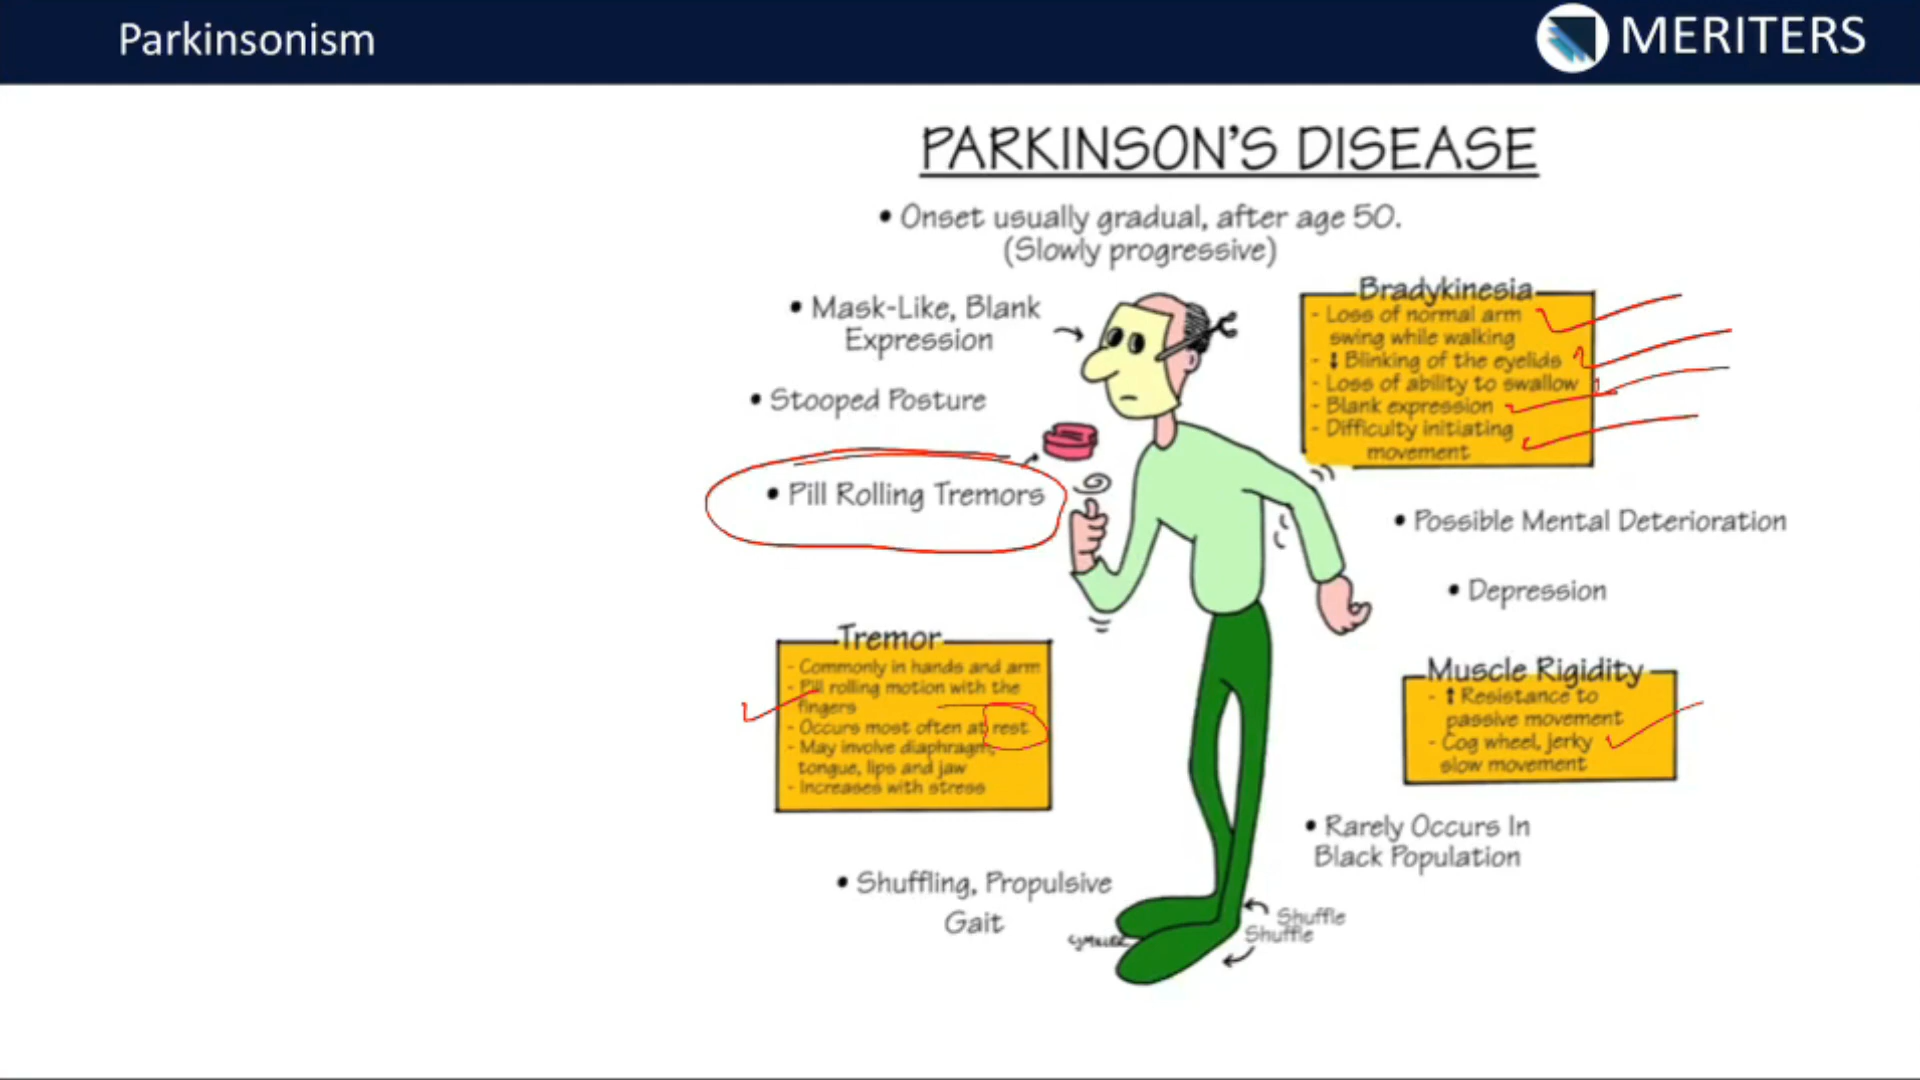 Parkinsonism
MERITERS
PARKINSON'S DISEASE
• Onset usually gradual, after age 50.
(Slowly progressive)
• Mask-Like, Blank
Expression
• Stooped Posture
• Pill Rolling Tremors
Tremor
- Commonly in hands and arm
- Pill rolling motion with the
fingers
- Occurs most often at rest
- May involve diaphragm,
tongue, lips and jaw
- Increases with stress
• Shuffling, Propulsive
Gait
CJMILLER
Bradykinesia
- Loss of normal arm
swing while walking
- ↓ Blinking of the eyelids
- Loss of ability to swallow
- Blank expression
- Difficulty initiating
movement
• Possible Mental Deterioration
• Depression
Muscle Rigidity
- ↑ Resistance to
passive movement
- Cog wheel, jerky
slow movement
• Rarely Occurs In
Black Population
Shuffle
Shuffle